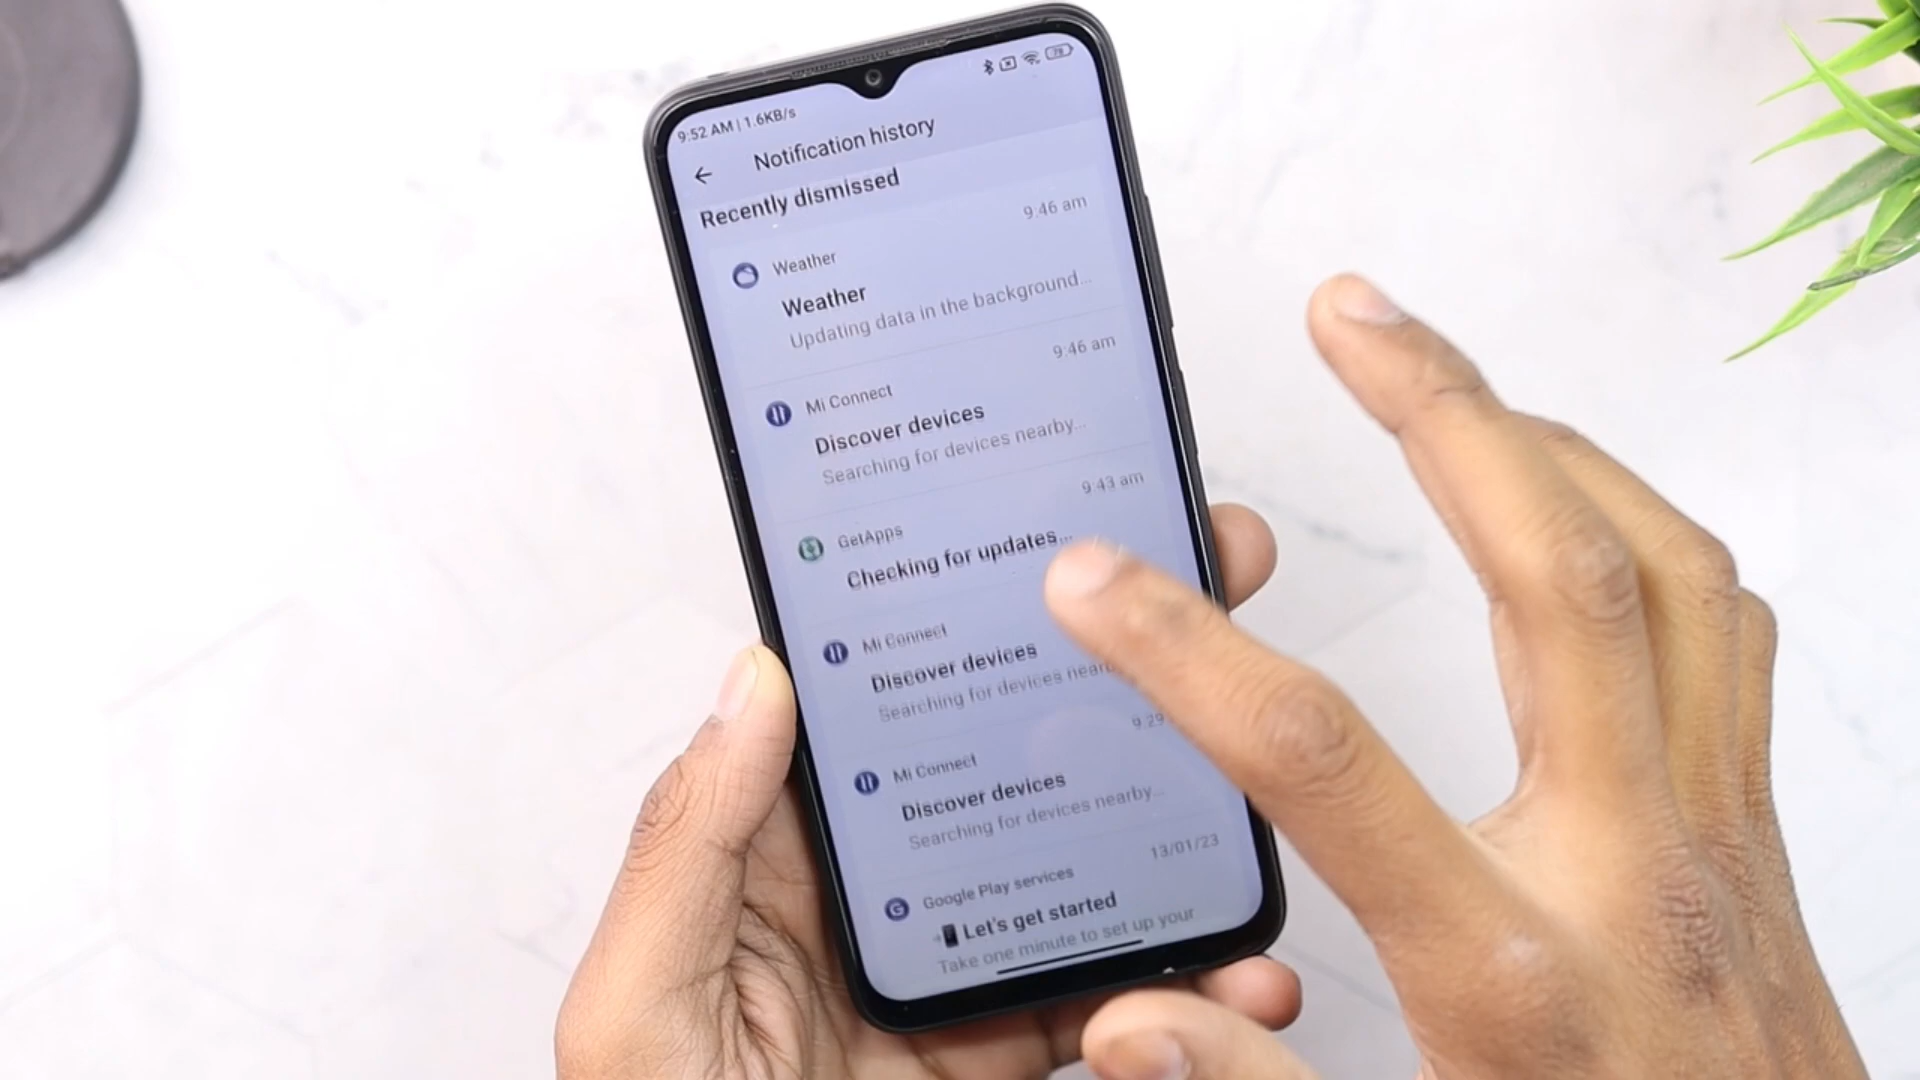 9:52 AM | 1.6KB/s
78
Notification history
Recently dismissed
9:46 am
Weather
Weather
Updating data in the background...
9:46 am
Mi Connect
Discover devices
Searching for devices nearby...
9:43 am
GetApps
Checking for updates...
Mi Connect
Discover devices
Searching for devices
9:29
Mi Connect
Discover devices
Searching for devices nearby...
13/01/23
Google Play services
Let's get started
Take one minute to set up your